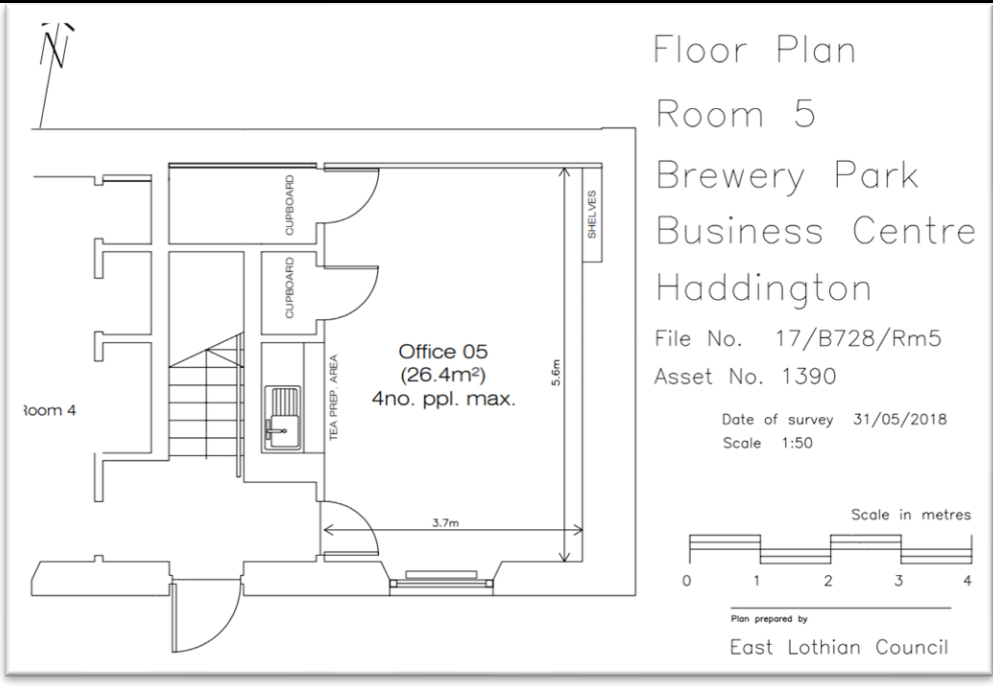 N
Floor Plan
Room 5
Brewery Park
Business Centre
Haddington
File No. 17/B728/Rm5
Asset No. 1390
Date of survey 31/05/2018
Scale 1:50
Scale in metres
0 1 2 3 4
Plan prepared by
East Lothian Council
CUPBOARD
CUPBOARD
SHELVES
TEA PREP. AREA
Office 05
(26.4m²)
4no. ppl. max.
5.6m
3.7m
Room 4